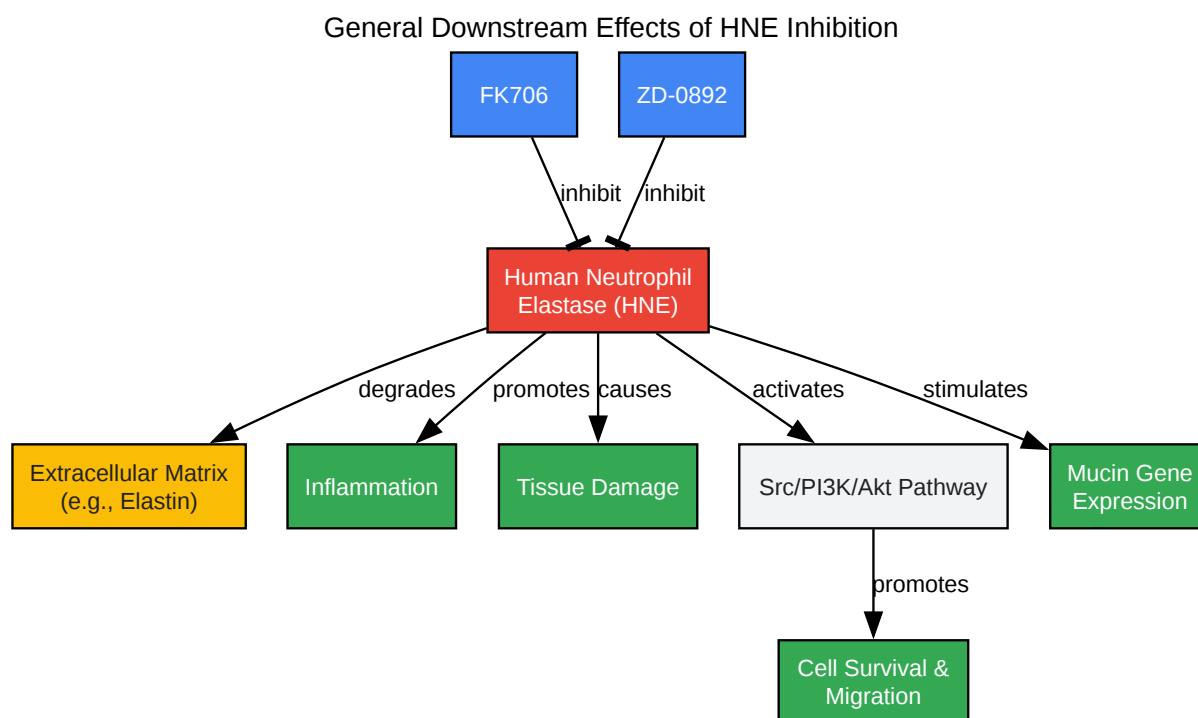 General Downstream Effects of HNE Inhibition
FK706
ZD-0892
inhibit
inhibit
Human Neutrophil
Elastase (HNE)
degrades
promotes
causes
activates
stimulates
Extracellular Matrix
(e.g., Elastin)
Inflammation
Tissue Damage
Src/PI3K/Akt Pathway
Mucin Gene
Expression
promotes
Cell Survival &
Migration